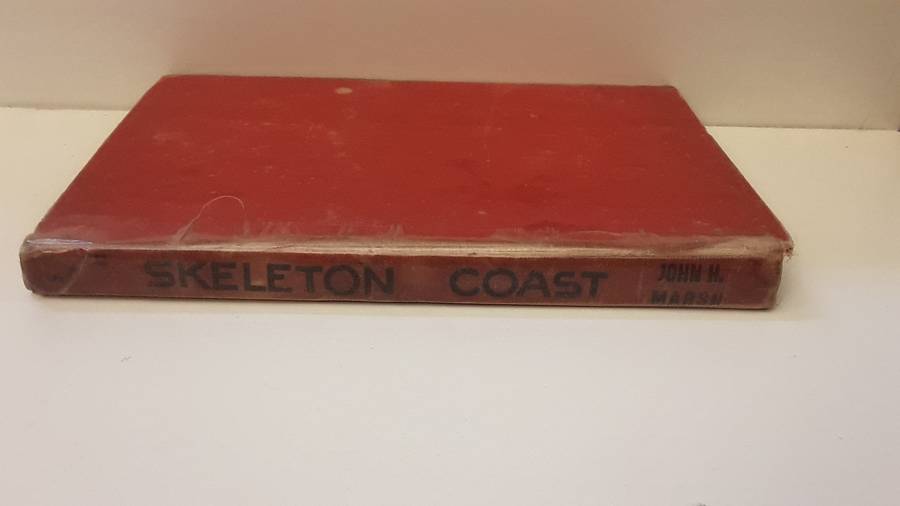 SKELETON COAST
JOHN H.
MARSH